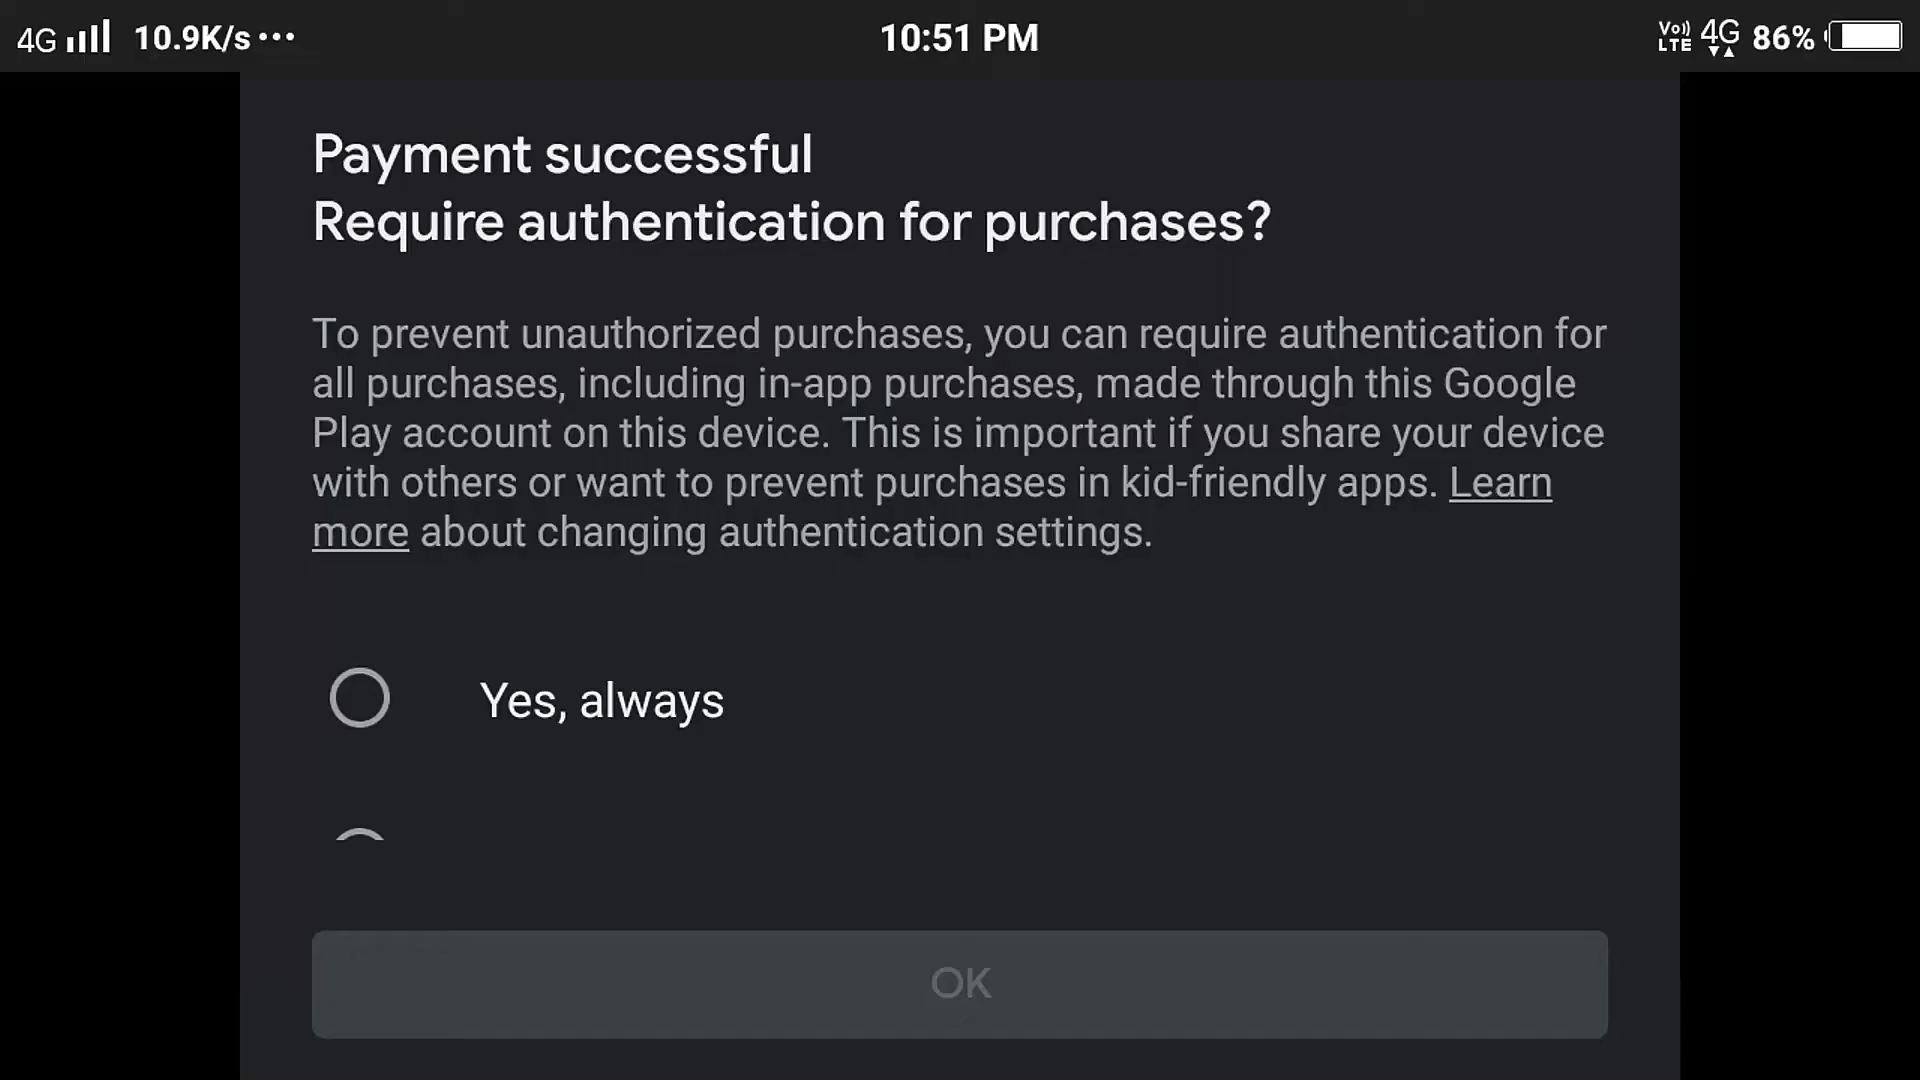 4G 10.9K/s... 10:51 PM Vo)) LTE 4G 86%
Payment successful
Require authentication for purchases?
To prevent unauthorized purchases, you can require authentication for
all purchases, including in-app purchases, made through this Google
Play account on this device. This is important if you share your device
with others or want to prevent purchases in kid-friendly apps. Learn
more about changing authentication settings.
Yes, always
OK